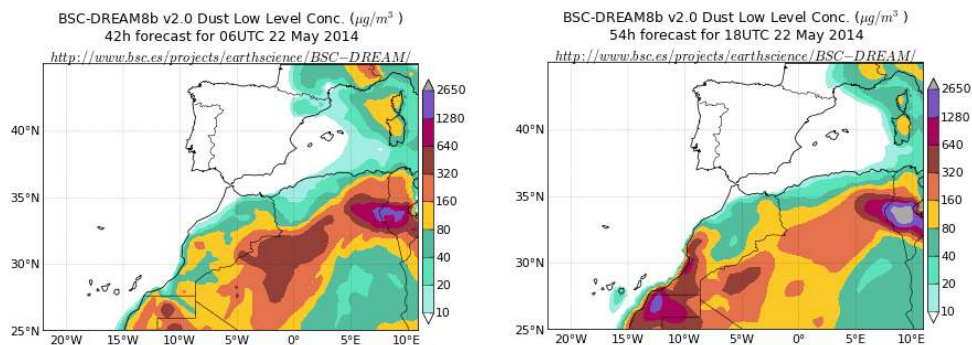 BSC-DREAM8b v2.0 Dust Low Level Conc. (μg/m³ )
42h forecast for 06UTC 22 May 2014
http://www.bsc.es/projects/earthscience/BSC−DREAM/
40°N
35°N
30°N
25°N
20°W 15°W 10°W 5°W 0°E 5°E 10°E
2650
1280
640
320
160
80
40
20
10
BSC-DREAM8b v2.0 Dust Low Level Conc. (μg/m³ )
54h forecast for 18UTC 22 May 2014
http://www.bsc.es/projects/earthscience/BSC−DREAM/
40°N
35°N
30°N
25°N
20°W 15°W 10°W 5°W 0°E 5°E 10°E
2650
1280
640
320
160
80
40
20
10